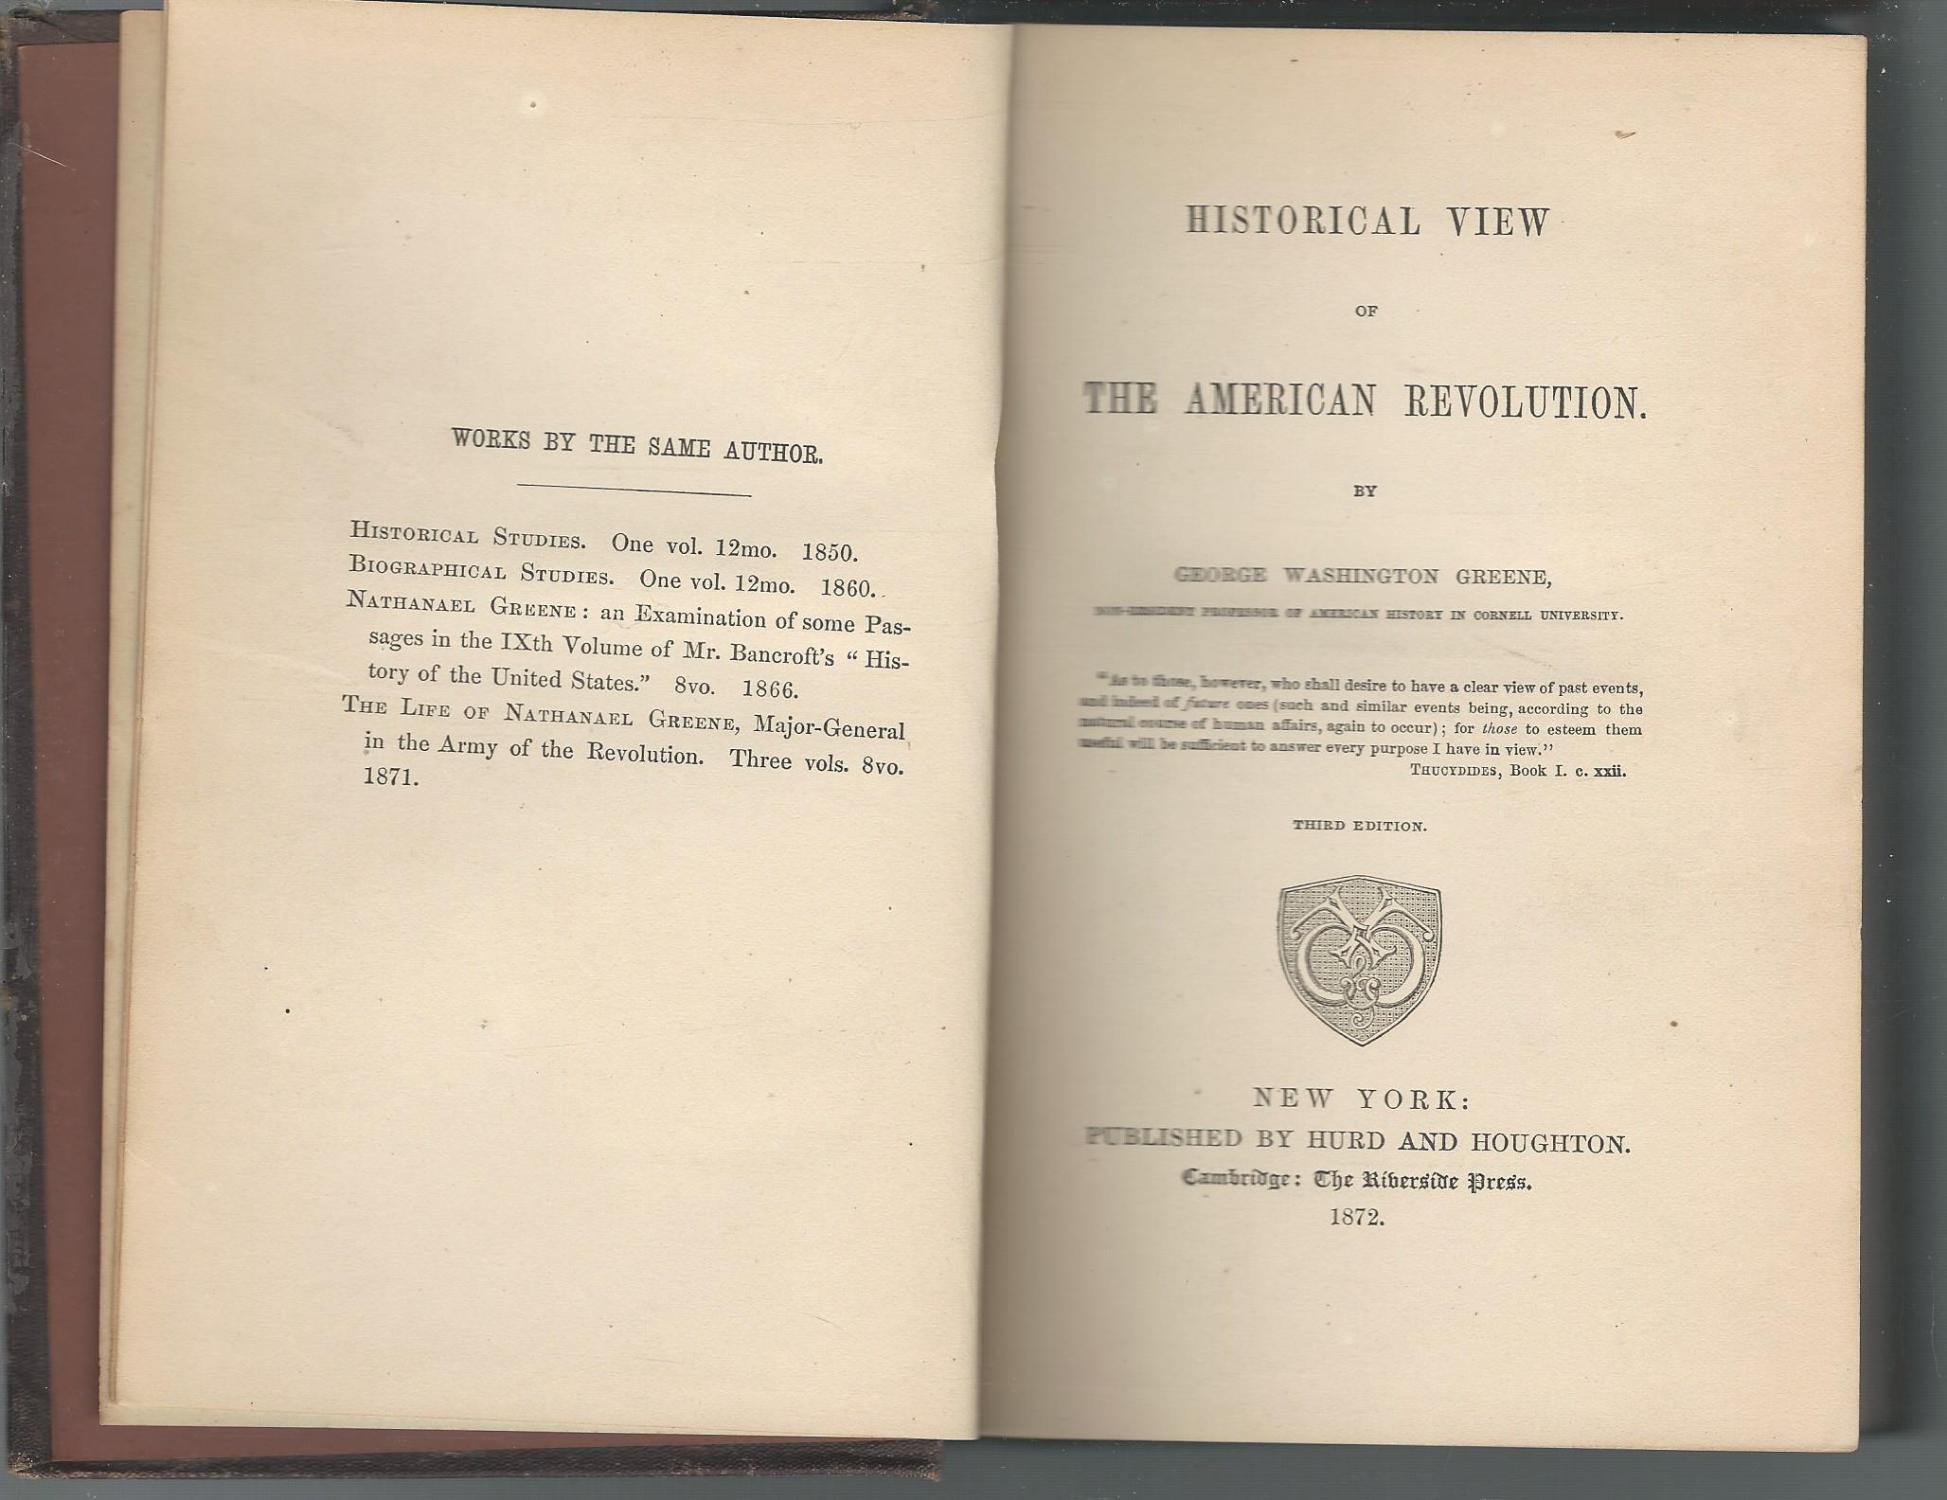 WORKS BY THE SAME AUTHOR.
HISTORICAL STUDIES. One vol. 12mo. 1850.
BIOGRAPHICAL STUDIES. One vol. 12mo. 1860.
NATHANAEL GREENE: an Examination of some Pas-
sages in the IXth Volume of Mr. Bancroft's “ His-
tory of the United States.” 8vo. 1866.
THE LIFE OF NATHANAEL GREENE, Major-General
in the Army of the Revolution. Three vols. 8vo.
1871.
HISTORICAL VIEW
OF
THE AMERICAN REVOLUTION.
BY
GEORGE WASHINGTON GREENE,
NON-RESIDENT PROFESSOR OF AMERICAN HISTORY IN CORNELL UNIVERSITY.
“As to those, however, who shall desire to have a clear view of past events,
and indeed of future ones (such and similar events being, according to the
natural course of human affairs, again to occur); for those to esteem them
useful will be sufficient to answer every purpose I have in view.”
THUCYDIDES, Book I. c. xxii.
THIRD EDITION.
NEW YORK:
PUBLISHED BY HURD AND HOUGHTON.
Cambridge: The Riverside Press.
1872.